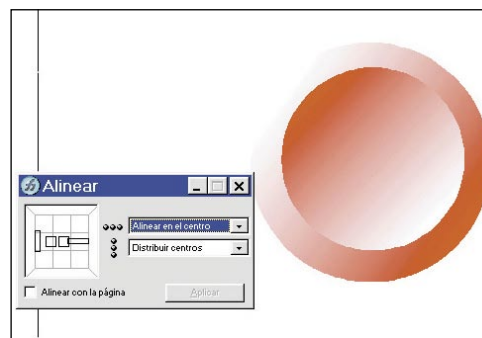 Alinear
Alinear en el centro
Distribuir centros
Alinear con la página
Aplicar